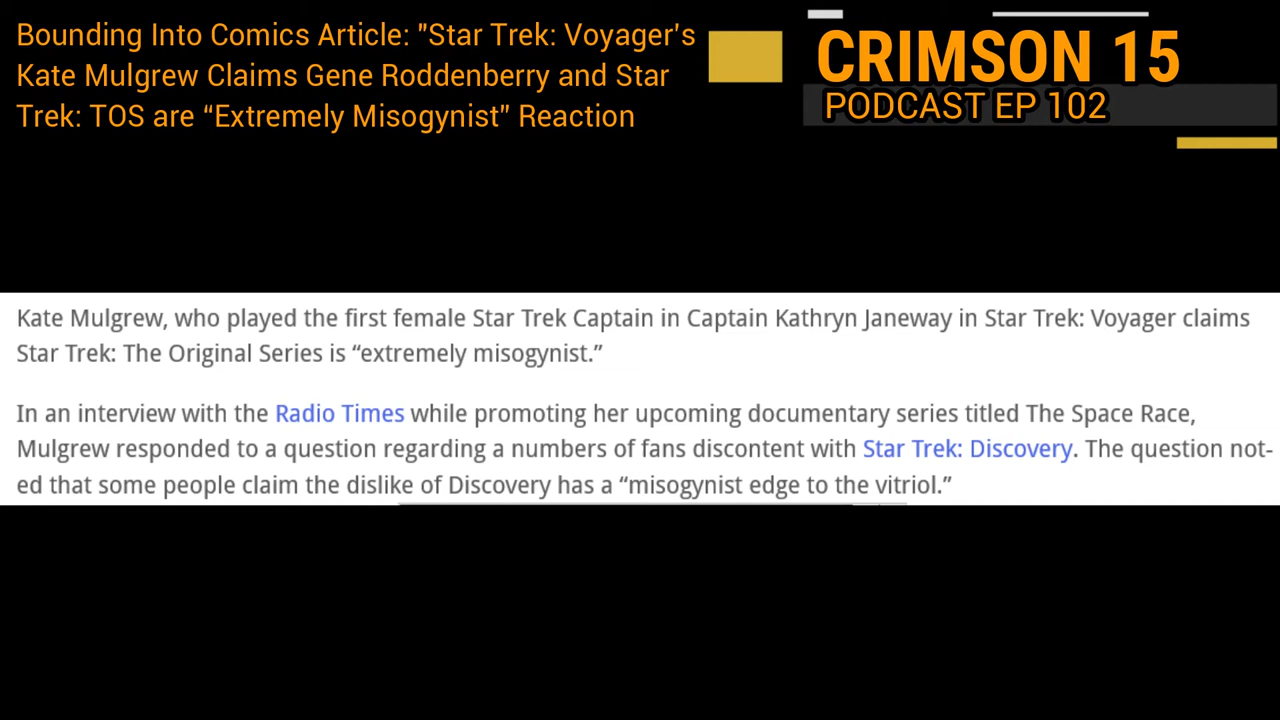 Bounding Into Comics Article: "Star Trek: Voyager’s
Kate Mulgrew Claims Gene Roddenberry and Star
Trek: TOS are “Extremely Misogynist” Reaction
CRIMSON 15
PODCAST EP 102
Kate Mulgrew, who played the first female Star Trek Captain in Captain Kathryn Janeway in Star Trek: Voyager claims
Star Trek: The Original Series is “extremely misogynist.”
In an interview with the Radio Times while promoting her upcoming documentary series titled The Space Race,
Mulgrew responded to a question regarding a numbers of fans discontent with Star Trek: Discovery. The question not-
ed that some people claim the dislike of Discovery has a “misogynist edge to the vitriol.”